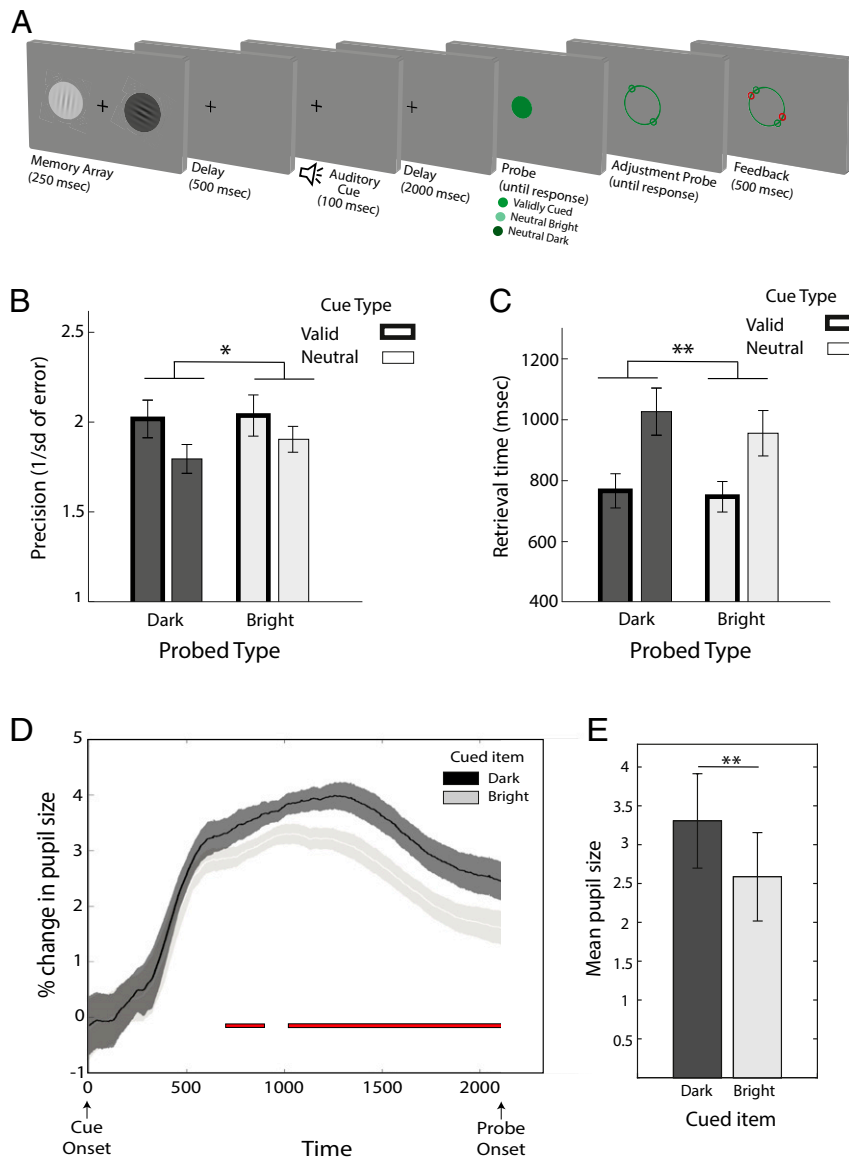 A
Memory Array
(250 msec)
Delay
(500 msec)
Auditory
Cue
(100 msec)
Delay
(2000 msec)
Probe
(until response)
Validly Cued
Neutral Bright
Neutral Dark
Adjustment Probe
(until response)
Feedback
(500 msec)
B
Cue Type
Valid
Neutral
2.5
2
1.5
1
*
Precision (1/sd of error)
Dark
Bright
Probed Type
C
Cue Type
Valid
Neutral
1200
1000
800
600
400
**
Retrieval time (msec)
Dark
Bright
Probed Type
D
Cued item
Dark
Bright
5
4
3
2
1
0
-1
% change in pupil size
0
500
1000
1500
2000
Cue
Onset
Time
Probe
Onset
E
**
4
3.5
3
2.5
2
1.5
1
0.5
Mean pupil size
Dark
Bright
Cued item